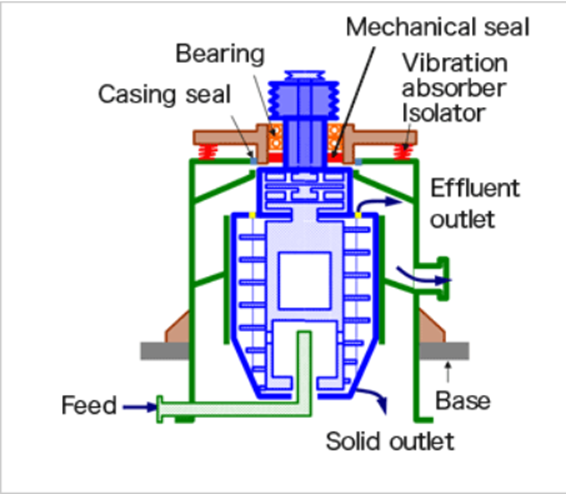 Mechanical seal
Bearing
Vibration
absorber
Isolator
Casing seal
Effluent
outlet
Feed
Base
Solid outlet